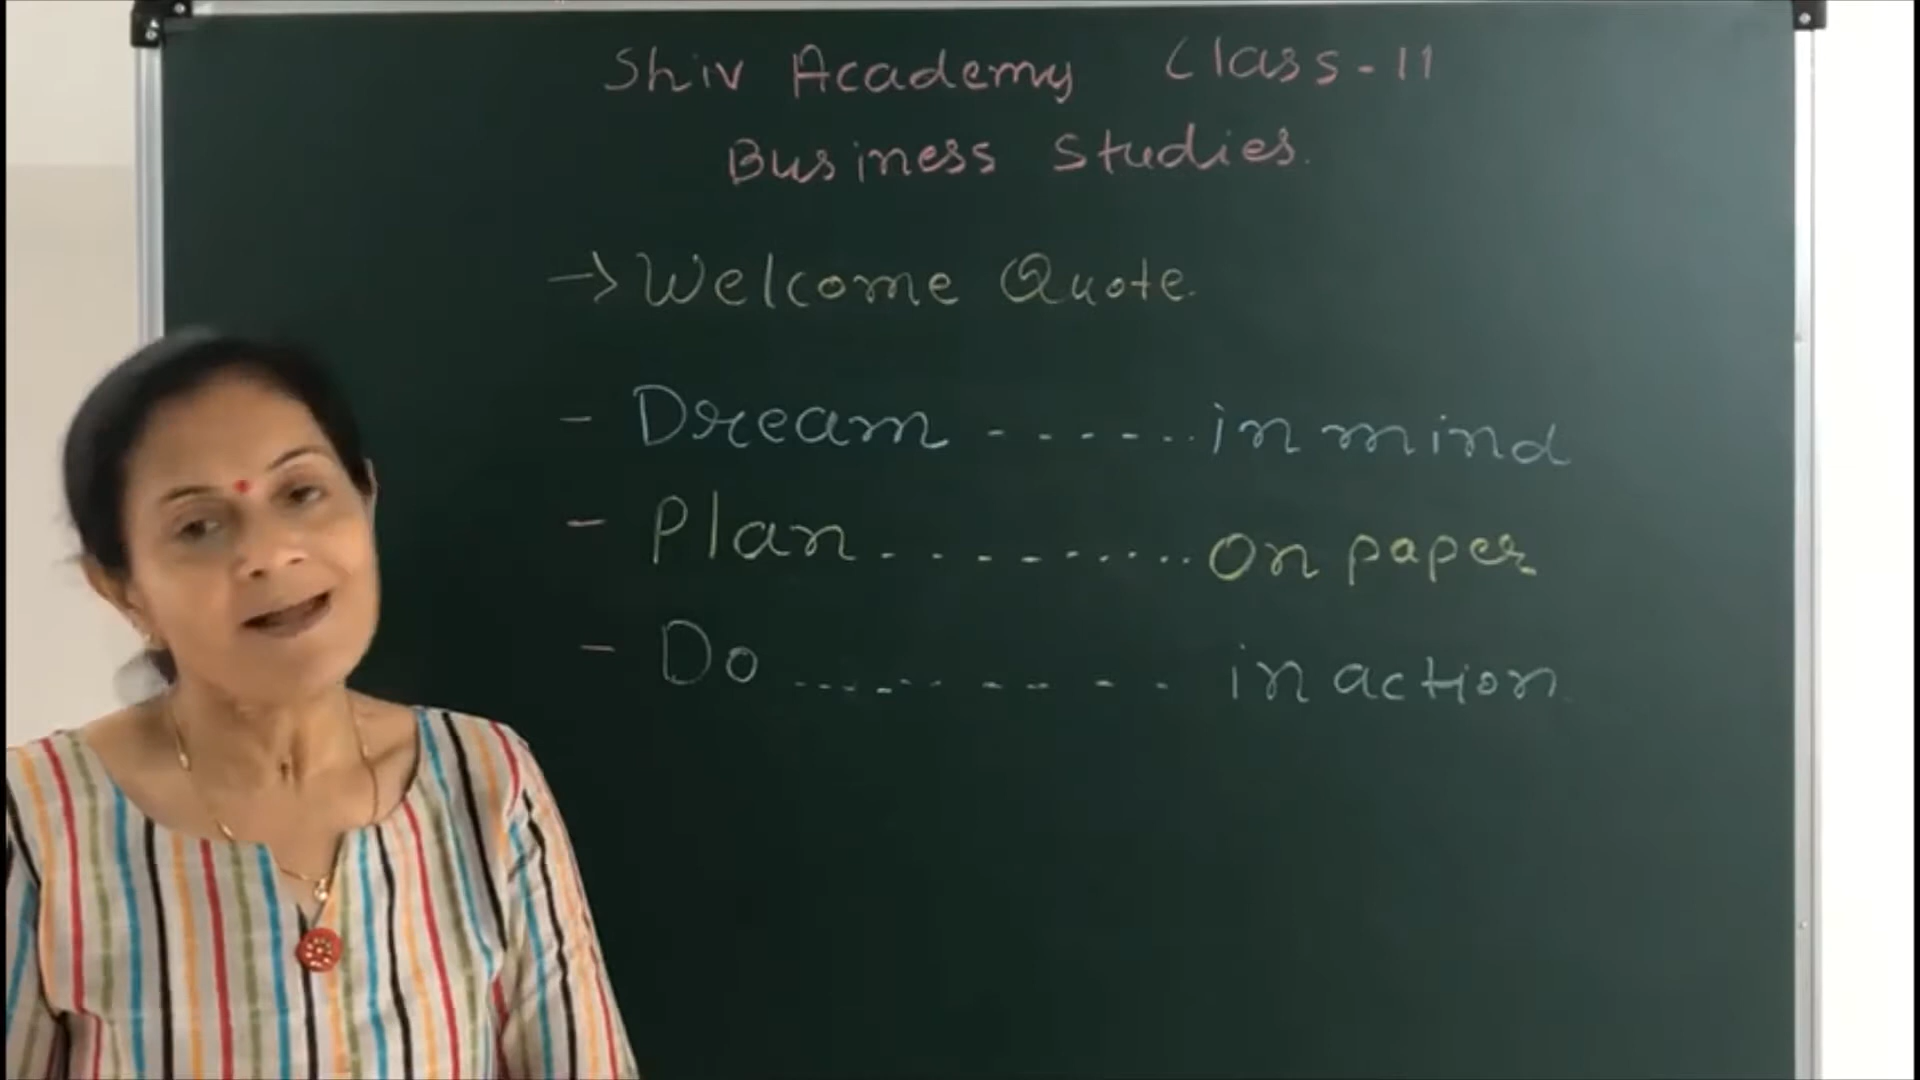 Shiv Academy Class-11
Business Studies.
→ Welcome Quote.
- Dream - - - - - - . . in mind
- Plan . . . - - - . . . . . On paper
- Do ... - . - . - - - - - in action.